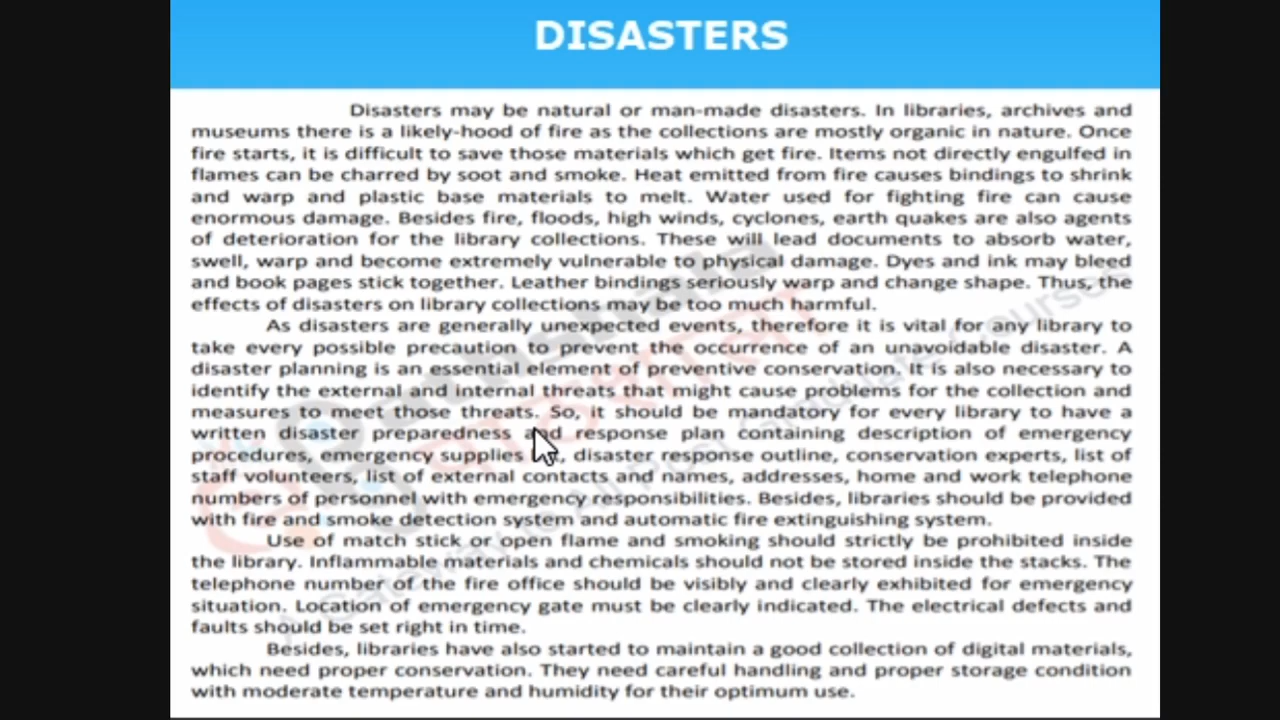 DISASTERS
Disasters may be natural or man-made disasters. In libraries, archives and
museums there is a likely-hood of fire as the collections are mostly organic in nature. Once
fire starts, it is difficult to save those materials which get fire. Items not directly engulfed in
flames can be charred by soot and smoke. Heat emitted from fire causes bindings to shrink
and warp and plastic base materials to melt. Water used for fighting fire can cause
enormous damage. Besides fire, floods, high winds, cyclones, earth quakes are also agents
of deterioration for the library collections. These will lead documents to absorb water,
swell, warp and become extremely vulnerable to physical damage. Dyes and ink may bleed
and book pages stick together. Leather bindings seriously warp and change shape. Thus, the
effects of disasters on library collections may be too much harmful.
As disasters are generally unexpected events, therefore it is vital for any library to
take every possible precaution to prevent the occurrence of an unavoidable disaster. A
disaster planning is an essential element of preventive conservation. It is also necessary to
identify the external and internal threats that might cause problems for the collection and
measures to meet those threats. So, it should be mandatory for every library to have a
written disaster preparedness and response plan containing description of emergency
procedures, emergency supplies disaster response outline, conservation experts, list of
staff volunteers, list of external contacts and names, addresses, home and work telephone
numbers of personnel with emergency responsibilities. Besides, libraries should be provided
with fire and smoke detection system and automatic fire extinguishing system.
Use of match stick or open flame and smoking should strictly be prohibited inside
the library. Inflammable materials and chemicals should not be stored inside the stacks. The
telephone number of the fire office should be visibly and clearly exhibited for emergency
situation. Location of emergency gate must be clearly indicated. The electrical defects and
faults should be set right in time.
Besides, libraries have also started to maintain a good collection of digital materials,
which need proper conservation. They need careful handling and proper storage condition
with moderate temperature and humidity for their optimum use.
Pathshala
पाठशाला
A Gateway to All Post Graduate Courses